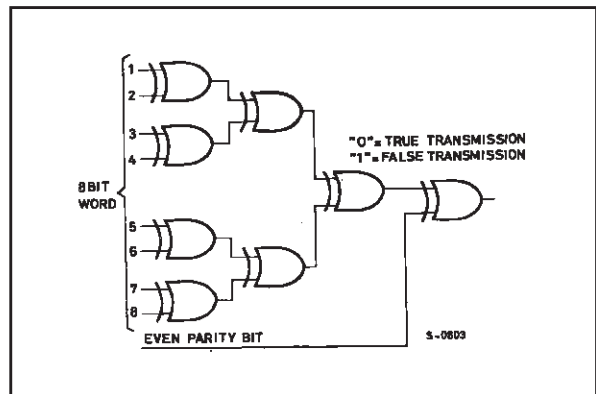 1
2
3
4
"0"= TRUE TRANSMISSION
"1"= FALSE TRANSMISSION
8BIT
WORD
5
6
7
8
EVEN PARITY BIT
S-0603